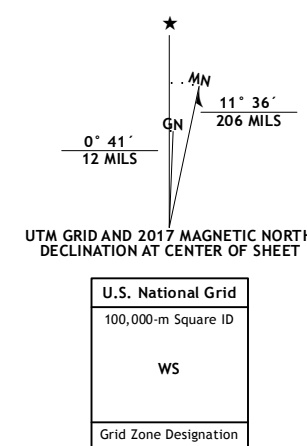 ★
MN
11° 36´
206 MILS
GN
0° 41´
12 MILS
UTM GRID AND 2017 MAGNETIC NORTH
DECLINATION AT CENTER OF SHEET
U.S. National Grid
100,000-m Square ID
WS
Grid Zone Designation